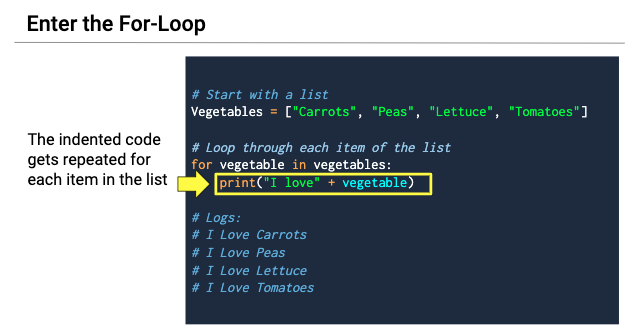 Enter the For-Loop
# Start with a list
Vegetables = ["Carrots", "Peas", "Lettuce", "Tomatoes"]
The indented code
gets repeated for
each item in the list
# Loop through each item of the list
for vegetable in vegetables:
print("I love" + vegetable)
# Logs:
# I Love Carrots
# I Love Peas
# I Love Lettuce
# I Love Tomatoes